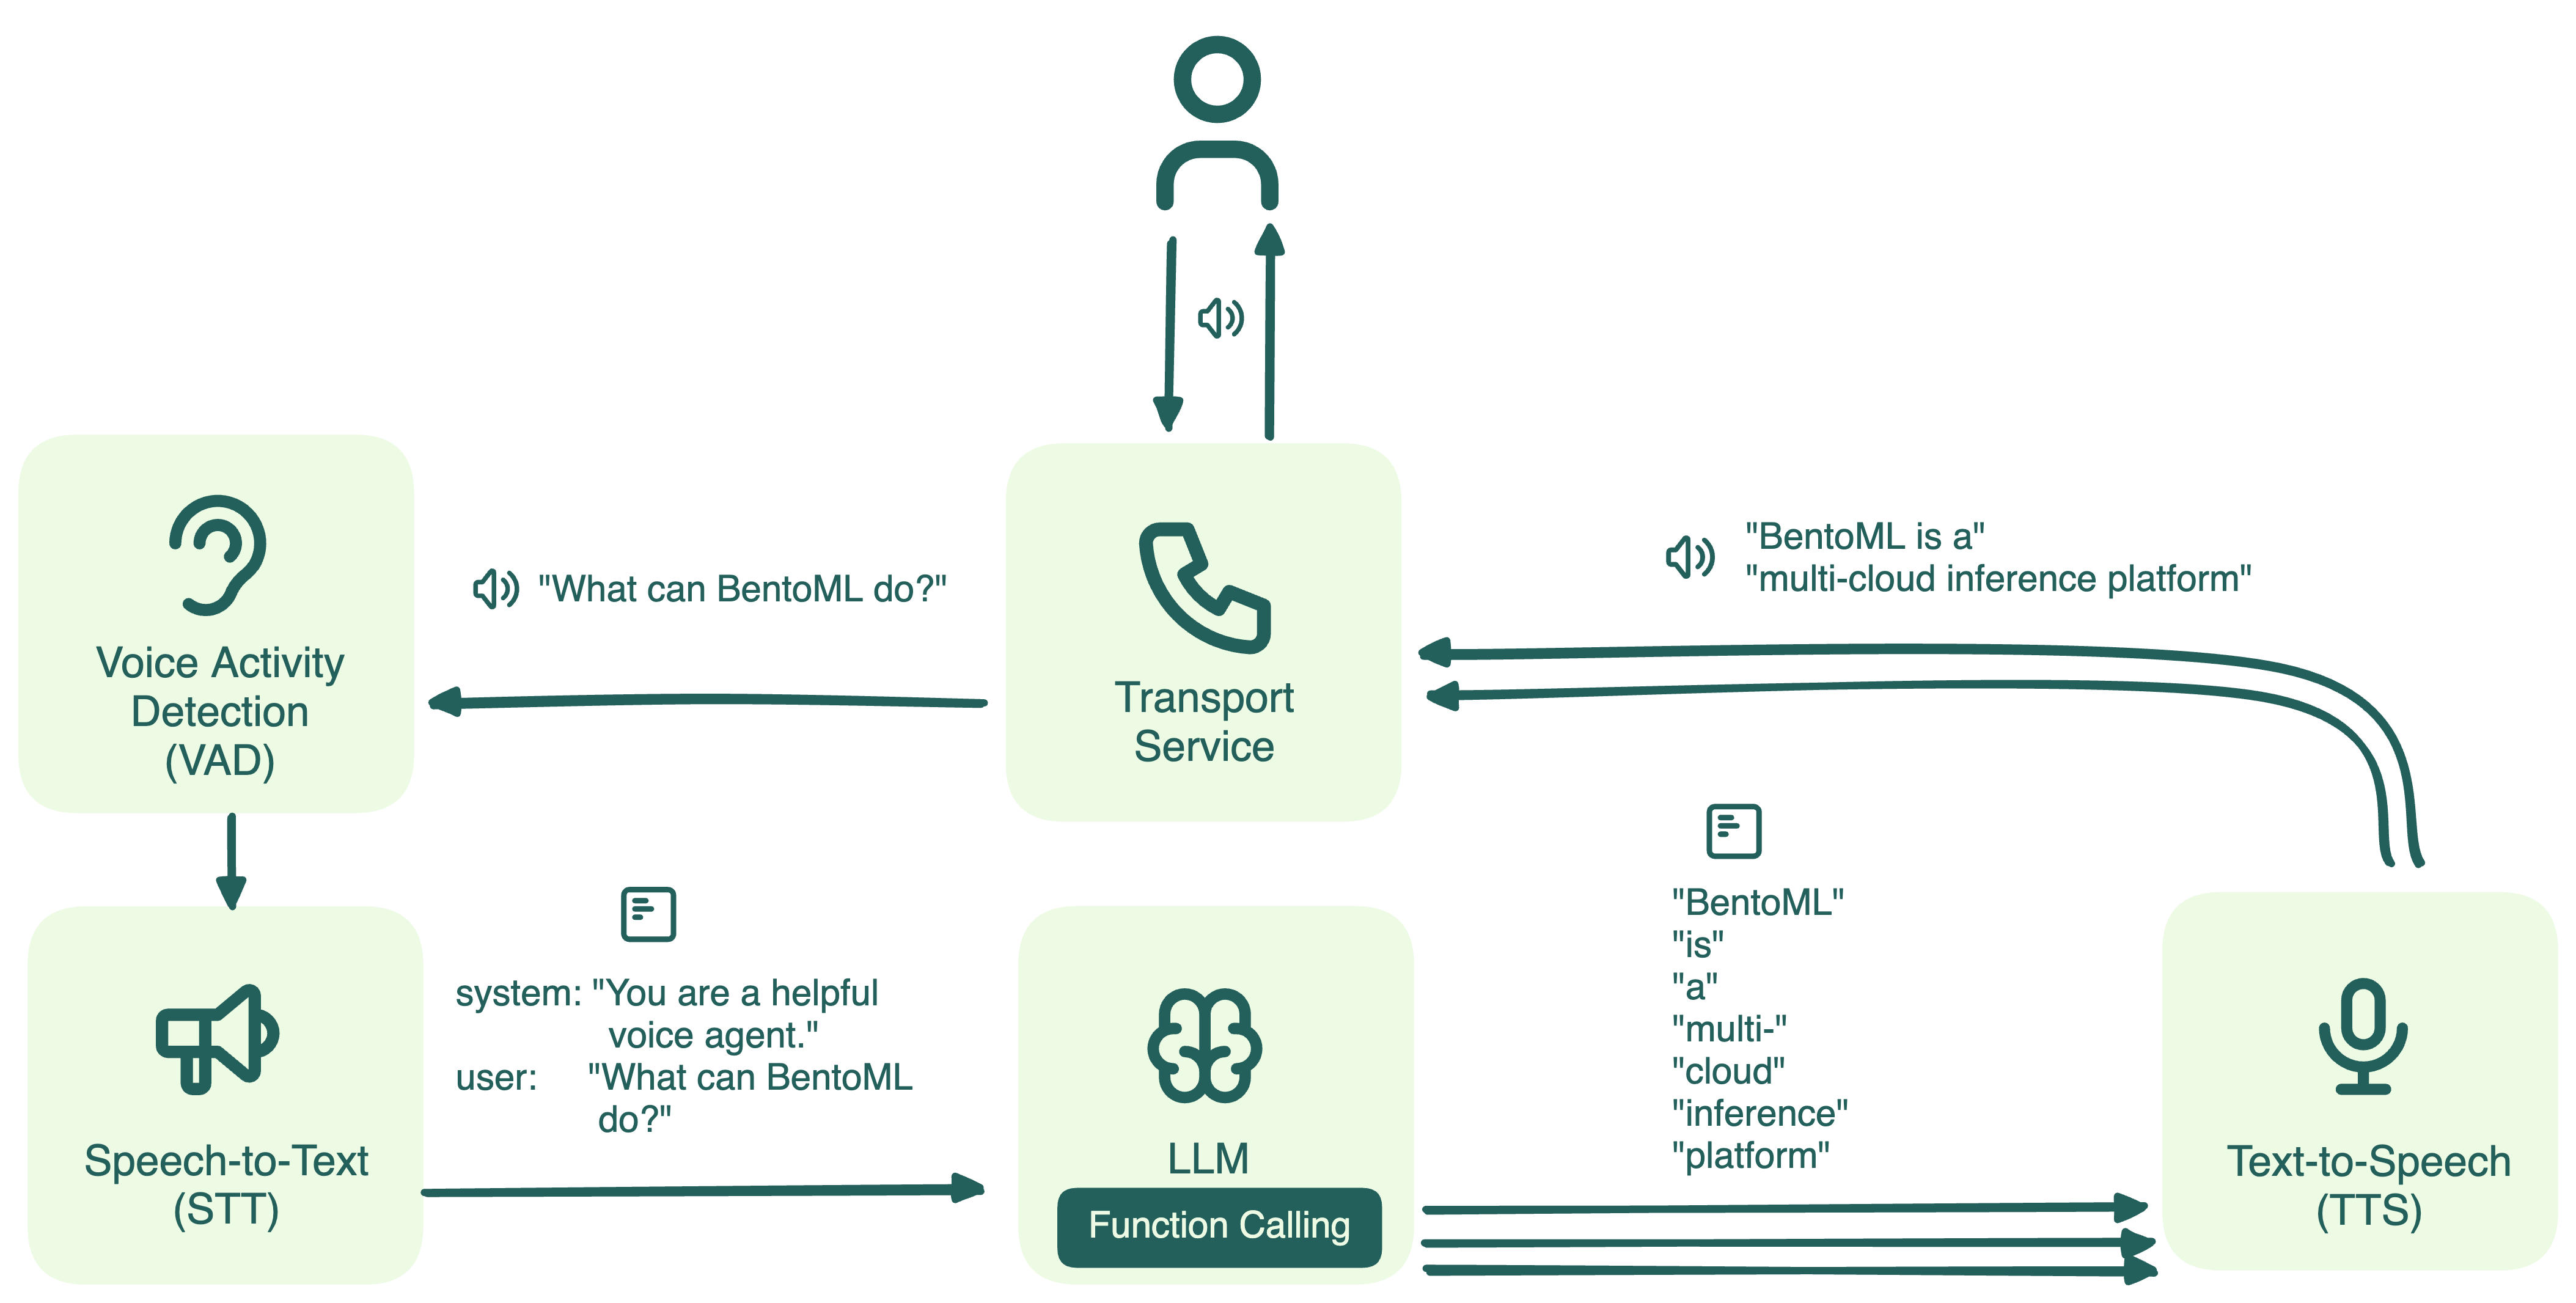 "What can BentoML do?"
Voice Activity
Detection
(VAD)
Transport
Service
"BentoML is a"
"multi-cloud inference platform"
Speech-to-Text
(STT)
system: "You are a helpful
voice agent."
user: "What can BentoML
do?"
LLM
Function Calling
"BentoML"
"is"
"a"
"multi-"
"cloud"
"inference"
"platform"
Text-to-Speech
(TTS)